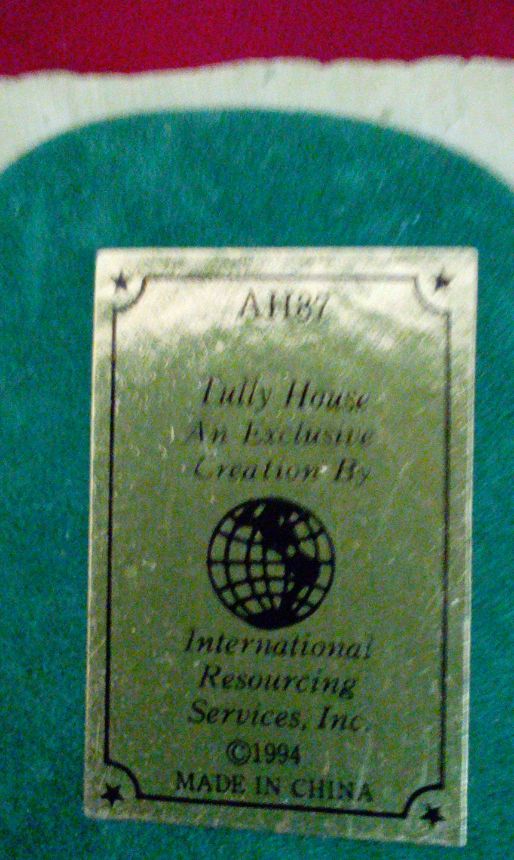 AH87
Tully House
An Exclusive
Creation By
International
Resourcing
Services, Inc.
©1994
MADE IN CHINA